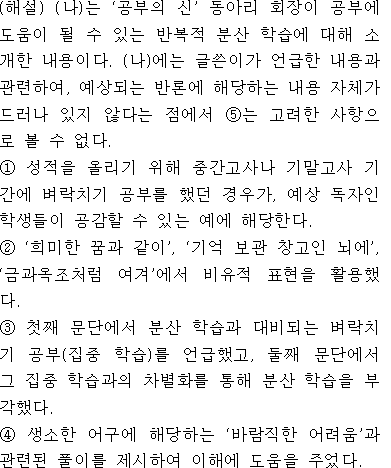 (해설) (나)는 ‘공부의 신’ 동아리 회장이 공부에
도움이 될 수 있는 반복적 분산 학습에 대해 소
개한 내용이다. (나)에는 글쓴이가 언급한 내용과
관련하여, 예상되는 반론에 해당하는 내용 자체가
드러나 있지 않다는 점에서 ⑤는 고려한 사항으
로 볼 수 없다.
① 성적을 올리기 위해 중간고사나 기말고사 기
간에 벼락치기 공부를 했던 경우가, 예상 독자인
학생들이 공감할 수 있는 예에 해당한다.
② ‘희미한 꿈과 같이’, ‘기억 보관 창고인 뇌에’,
‘금과옥조처럼 여겨’에서 비유적 표현을 활용했
다.
③ 첫째 문단에서 분산 학습과 대비되는 벼락치
기 공부(집중 학습)를 언급했고, 둘째 문단에서
그 집중 학습과의 차별화를 통해 분산 학습을 부
각했다.
④ 생소한 어구에 해당하는 ‘바람직한 어려움’과
관련된 풀이를 제시하여 이해에 도움을 주었다.